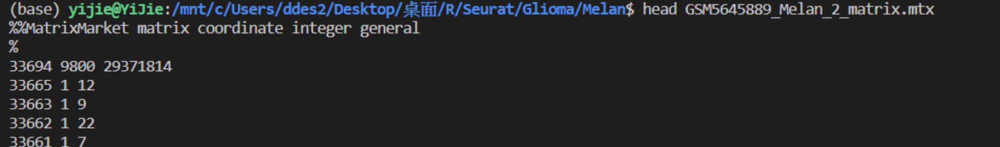 (base) yijie@YiJie:/mnt/c/Users/ddes2/Desktop/桌面/R/Seurat/Glioma/Melan$ head GSM5645889_Melan_2_matrix.mtx
%%MatrixMarket matrix coordinate integer general
%
33694 9800 29371814
33665 1 12
33663 1 9
33662 1 22
33661 1 7